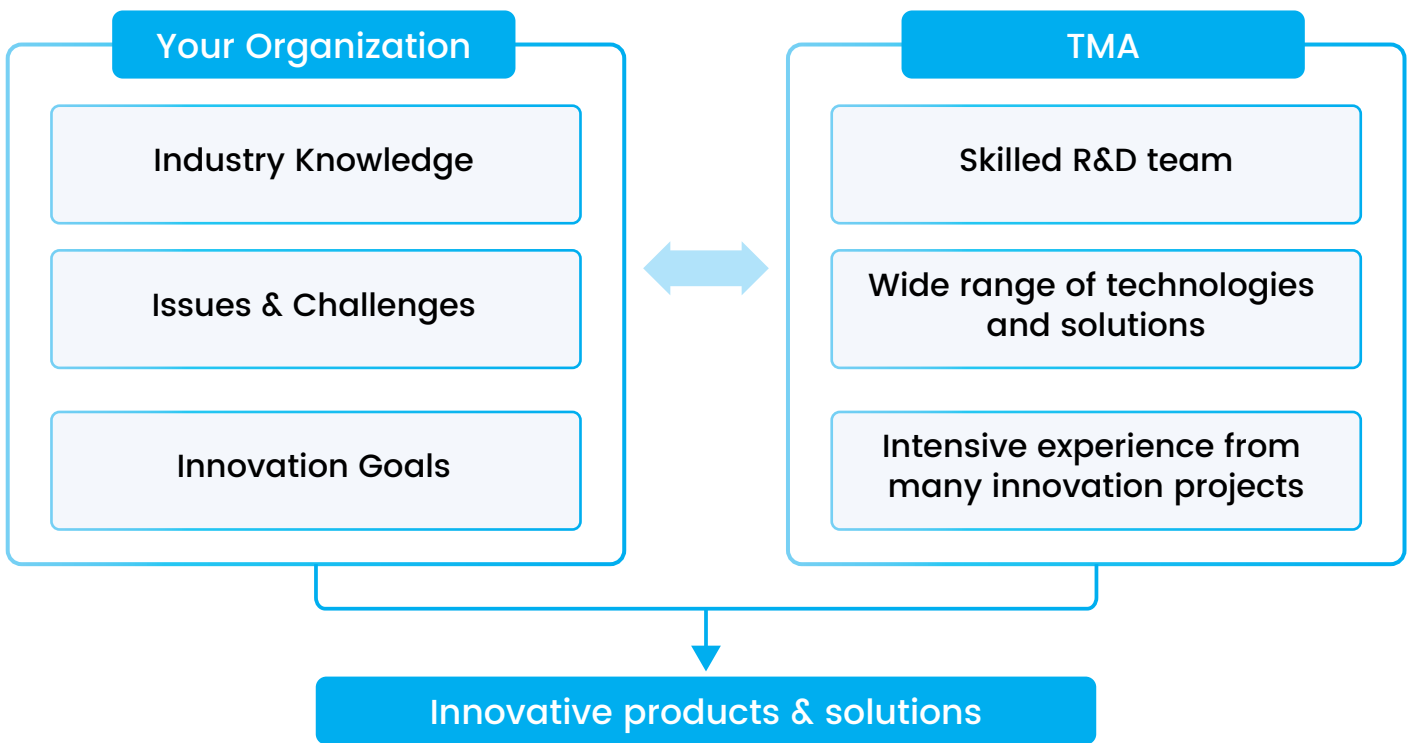 Your Organization
Industry Knowledge
Issues & Challenges
Innovation Goals
TMA
Skilled R&D team
Wide range of technologies
and solutions
Intensive experience from
many innovation projects
Innovative products & solutions